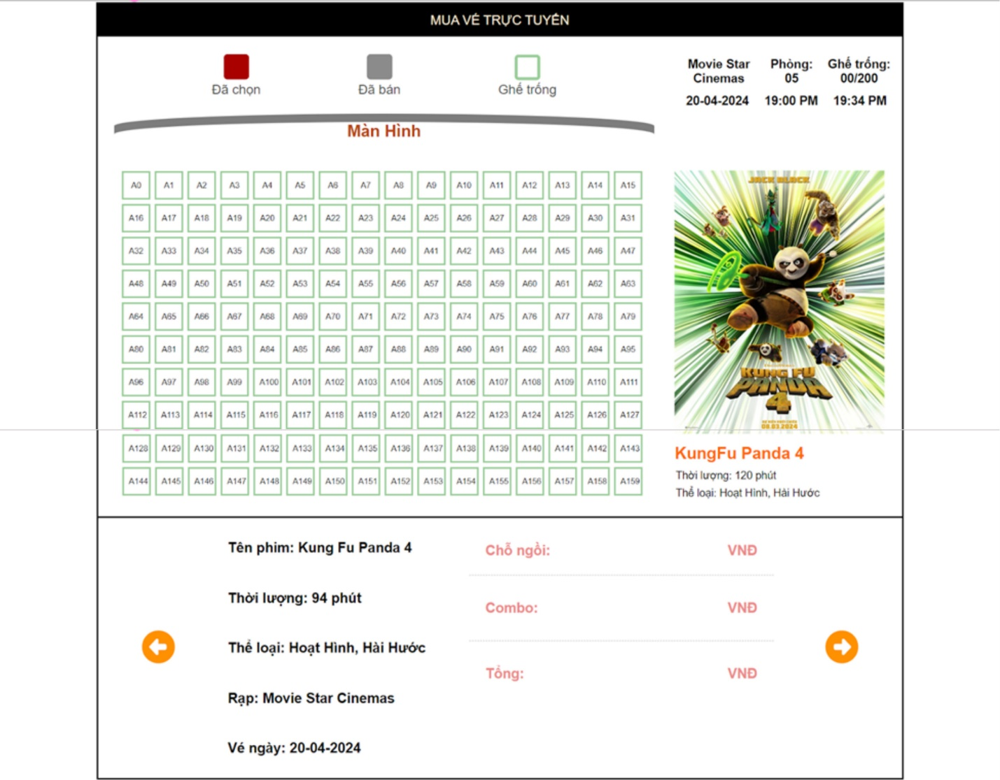 MUA VÉ TRỰC TUYẾN
Đã chọn
Đã bán
Ghế trống
Movie Star Cinemas
Phòng: 05
Ghế trống: 00/200
20-04-2024
19:00 PM
19:34 PM
Màn Hình
A0 A1 A2 A3 A4 A5 A6 A7 A8 A9 A10 A11 A12 A13 A14 A15
A16 A17 A18 A19 A20 A21 A22 A23 A24 A25 A26 A27 A28 A29 A30 A31
A32 A33 A34 A35 A36 A37 A38 A39 A40 A41 A42 A43 A44 A45 A46 A47
A48 A49 A50 A51 A52 A53 A54 A55 A56 A57 A58 A59 A60 A61 A62 A63
A64 A65 A66 A67 A68 A69 A70 A71 A72 A73 A74 A75 A76 A77 A78 A79
A80 A81 A82 A83 A84 A85 A86 A87 A88 A89 A90 A91 A92 A93 A94 A95
A96 A97 A98 A99 A100 A101 A102 A103 A104 A105 A106 A107 A108 A109 A110 A111
A112 A113 A114 A115 A116 A117 A118 A119 A120 A121 A122 A123 A124 A125 A126 A127
A128 A129 A130 A131 A132 A133 A134 A135 A136 A137 A138 A139 A140 A141 A142 A143
A144 A145 A146 A147 A148 A149 A150 A151 A152 A153 A154 A155 A156 A157 A158 A159
JACK BLACK
KUNG FU
PANDA
4
08.03.2024
KungFu Panda 4
Thời lượng: 120 phút
Thể loại: Hoạt Hình, Hài Hước
Tên phim: Kung Fu Panda 4
Thời lượng: 94 phút
Thể loại: Hoạt Hình, Hài Hước
Rạp: Movie Star Cinemas
Vé ngày: 20-04-2024
Chỗ ngồi: VNĐ
Combo: VNĐ
Tổng: VNĐ